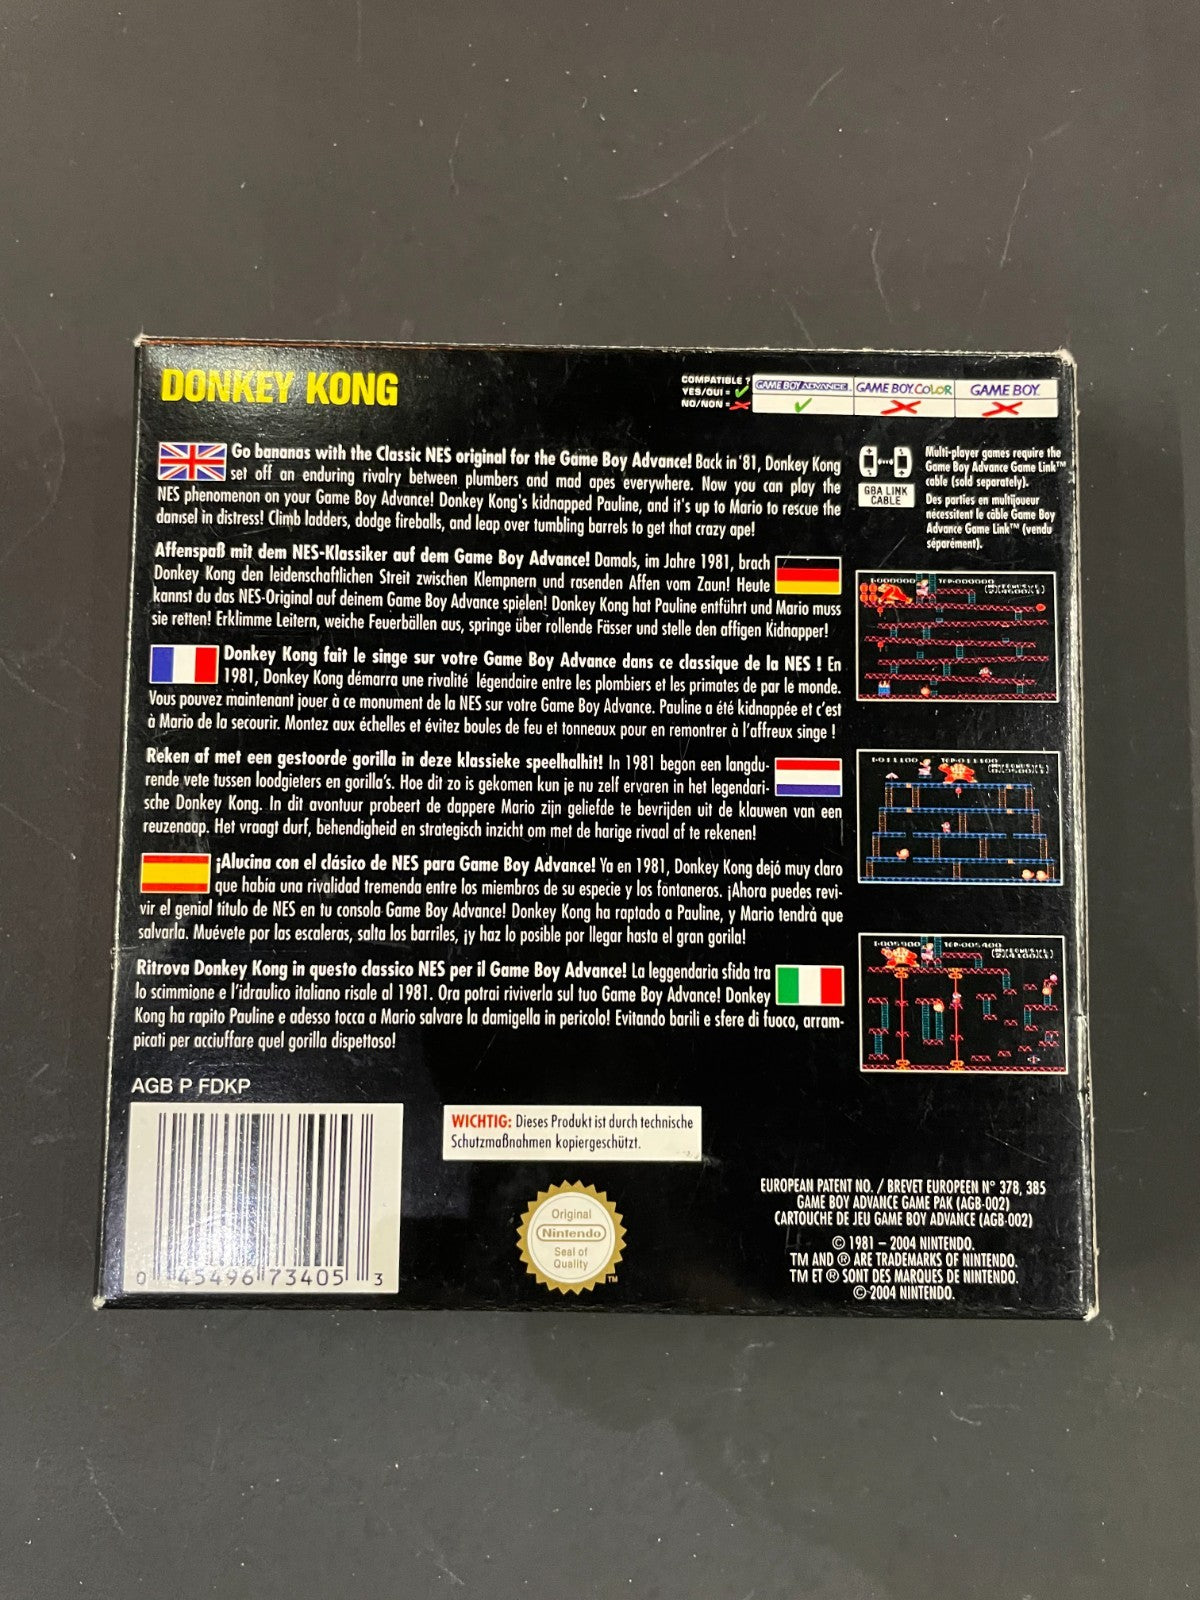 DONKEY KONG
COMPATIBLE ?
YES/OUI =
NO/NON =
GAME BOY ADVANCE
GAME BOY COLOR
GAME BOY
Go bananas with the Classic NES original for the Game Boy Advance! Back in '81, Donkey Kong
set off an enduring rivalry between plumbers and mad apes everywhere. Now you can play the
NES phenomenon on your Game Boy Advance! Donkey Kong's kidnapped Pauline, and it's up to Mario to rescue the
damsel in distress! Climb ladders, dodge fireballs, and leap over tumbling barrels to get that crazy ape!
Affenspaß mit dem NES-Klassiker auf dem Game Boy Advance! Damals, im Jahre 1981, brach
Donkey Kong den leidenschaftlichen Streit zwischen Klempnern und rasenden Affen vom Zaun! Heute
kannst du das NES-Original auf deinem Game Boy Advance spielen! Donkey Kong hat Pauline entführt und Mario muss
sie retten! Erklimme Leitern, weiche Feuerbällen aus, springe über rollende Fässer und stelle den affigen Kidnapper!
Donkey Kong fait le singe sur votre Game Boy Advance dans ce classique de la NES ! En
1981, Donkey Kong démarra une rivalité légendaire entre les plombiers et les primates de par le monde.
Vous pouvez maintenant jouer à ce monument de la NES sur votre Game Boy Advance. Pauline a été kidnappée et c'est
à Mario de la secourir. Montez aux échelles et évitez boules de feu et tonneaux pour en remontrer à l'affreux singe !
Reken af met een gestoorde gorilla in deze klassieke speelhalhit! In 1981 begon een langdu-
rende vete tussen loodgieters en gorilla's. Hoe dit zo is gekomen kun je nu zelf ervaren in het legendari-
sche Donkey Kong. In dit avontuur probeert de dappere Mario zijn geliefde te bevrijden uit de klauwen van een
reuzenaap. Het vraagt durf, behendigheid en strategisch inzicht om met de harige rivaal af te rekenen!
¡Alucina con el clásico de NES para Game Boy Advance! Ya en 1981, Donkey Kong dejó muy claro
que había una rivalidad tremenda entre los miembros de su especie y los fontaneros. ¡Ahora puedes revi-
vir el genial título de NES en tu consola Game Boy Advance! Donkey Kong ha raptado a Pauline, y Mario tendrá que
salvarla. Muévete por las escaleras, salta los barriles, ¡y haz lo posible por llegar hasta el gran gorila!
Ritrova Donkey Kong in questo classico NES per il Game Boy Advance! La leggendaria sfida tra
lo scimmione e l'idraulico italiano risale al 1981. Ora potrai riviverla sul tuo Game Boy Advance! Donkey
Kong ha rapito Pauline e adesso tocca a Mario salvare la damigella in pericolo! Evitando barili e sfere di fuoco, arram-
picati per acciuffare quel gorilla dispettoso!
GBA LINK
CABLE
Multi-player games require the
Game Boy Advance Game Link™
cable (sold separately).
Des parties en multijoueur
nécessitent le câble Game Boy
Advance Game Link™ (vendu
séparément).
I-000000 TOP-000000
I-011100 TOP-011100
I-005900 TOP-005400
AGB P FDKP
0 45496 73405 3
WICHTIG: Dieses Produkt ist durch technische
Schutzmaßnahmen kopiergeschützt.
Original
Nintendo
Seal of
Quality
TM
EUROPEAN PATENT NO. / BREVET EUROPEEN N° 378, 385
GAME BOY ADVANCE GAME PAK (AGB-002)
CARTOUCHE DE JEU GAME BOY ADVANCE (AGB-002)
© 1981 – 2004 NINTENDO.
TM AND ® ARE TRADEMARKS OF NINTENDO.
TM ET ® SONT DES MARQUES DE NINTENDO.
© 2004 NINTENDO.